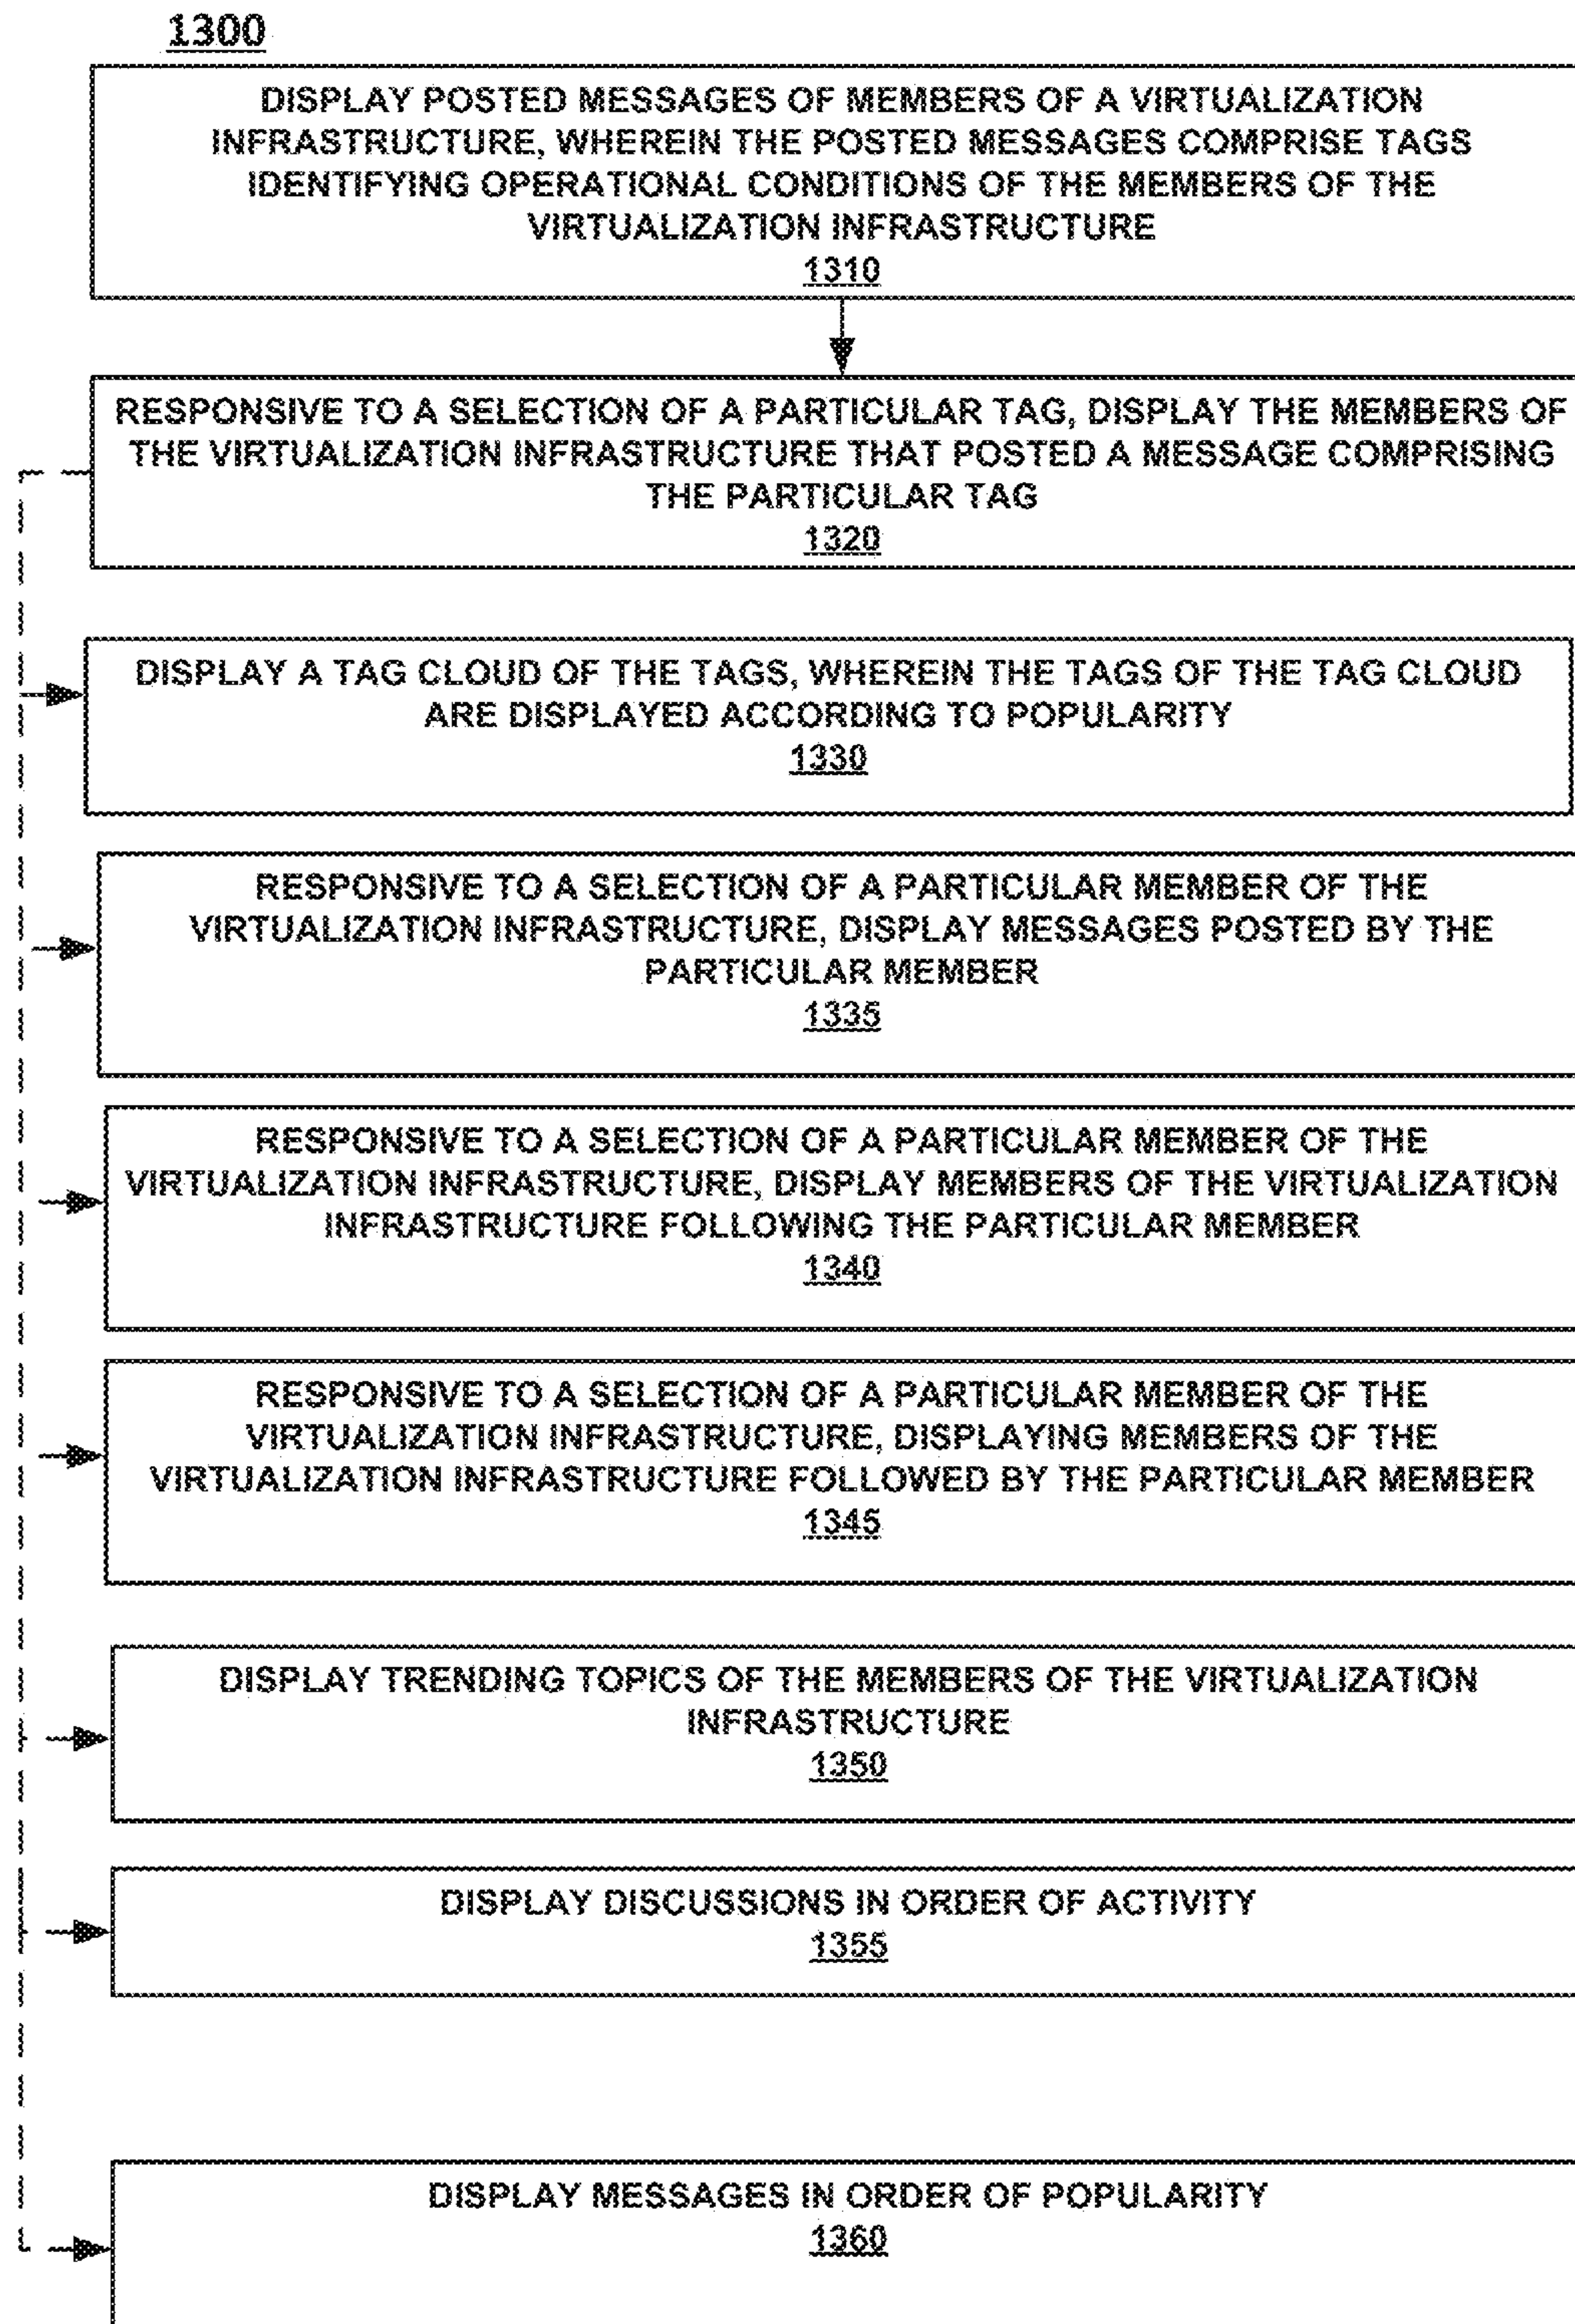 1300
DISPLAY POSTED MESSAGES OF MEMBERS OF A VIRTUALIZATION
INFRASTRUCTURE, WHEREIN THE POSTED MESSAGES COMPRISE TAGS
IDENTIFYING OPERATIONAL CONDITIONS OF THE MEMBERS OF THE
VIRTUALIZATION INFRASTRUCTURE
1310
RESPONSIVE TO A SELECTION OF A PARTICULAR TAG, DISPLAY THE MEMBERS OF
THE VIRTUALIZATION INFRASTRUCTURE THAT POSTED A MESSAGE COMPRISING
THE PARTICULAR TAG
1320
DISPLAY A TAG CLOUD OF THE TAGS, WHEREIN THE TAGS OF THE TAG CLOUD
ARE DISPLAYED ACCORDING TO POPULARITY
1330
RESPONSIVE TO A SELECTION OF A PARTICULAR MEMBER OF THE
VIRTUALIZATION INFRASTRUCTURE, DISPLAY MESSAGES POSTED BY THE
PARTICULAR MEMBER
1335
RESPONSIVE TO A SELECTION OF A PARTICULAR MEMBER OF THE
VIRTUALIZATION INFRASTRUCTURE, DISPLAY MEMBERS OF THE VIRTUALIZATION
INFRASTRUCTURE FOLLOWING THE PARTICULAR MEMBER
1340
RESPONSIVE TO A SELECTION OF A PARTICULAR MEMBER OF THE
VIRTUALIZATION INFRASTRUCTURE, DISPLAYING MEMBERS OF THE
VIRTUALIZATION INFRASTRUCTURE FOLLOWED BY THE PARTICULAR MEMBER
1345
DISPLAY TRENDING TOPICS OF THE MEMBERS OF THE VIRTUALIZATION
INFRASTRUCTURE
1350
DISPLAY DISCUSSIONS IN ORDER OF ACTIVITY
1355
DISPLAY MESSAGES IN ORDER OF POPULARITY
1360